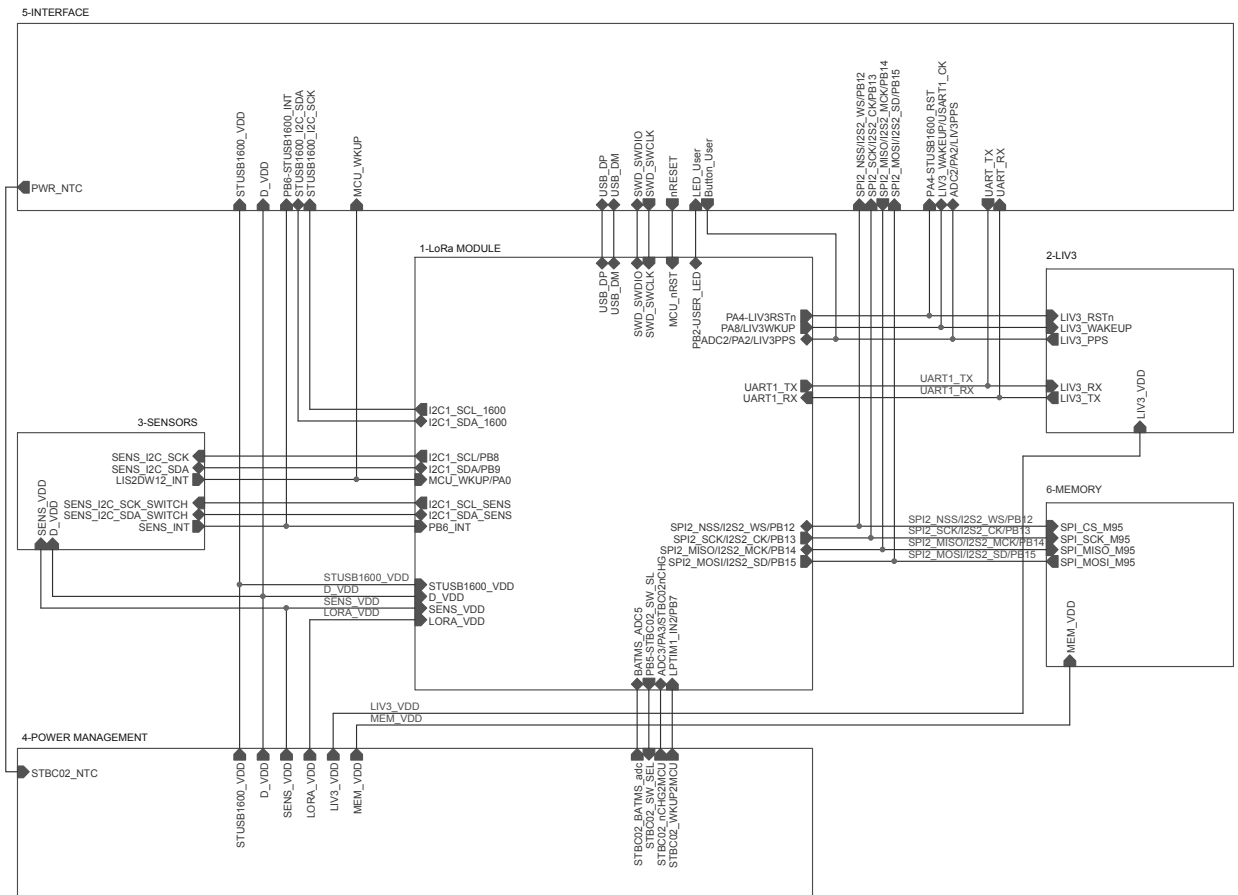 5-INTERFACE
PWR_NTC
STUSB1600_VDD
D_VDD
PB6-STUSB1600_INT
STUSB1600_I2C_SDA
STUSB1600_I2C_SCK
MCU_WKUP
USB_DP
USB_DM
SWD_SWDIO
SWD_SWCLK
nRESET
LED_User
Button_User
SPI2_NSS/I2S2_WS/PB12
SPI2_SCK/I2S2_CK/PB13
SPI2_MISO/I2S2_MCK/PB14
SPI2_MOSI/I2S2_SD/PB15
PA4-STUSB1600_RST
LIV3_WAKEUP/USART1_CK
ADC2/PA2/LIV3PPS
UART_TX
UART_RX
1-LoRa MODULE
USB_DP
USB_DM
SWD_SWDIO
SWD_SWCLK
MCU_nRST
PB2-USER_LED
PA4-LIV3RSTn
PA8/LIV3WKUP
PADC2/PA2/LIV3PPS
UART1_TX
UART1_RX
UART1_TX
UART1_RX
2-LIV3
LIV3_RSTn
LIV3_WAKEUP
LIV3_PPS
LIV3_RX
LIV3_TX
LIV3_VDD
I2C1_SCL_1600
I2C1_SDA_1600
I2C1_SCL/PB8
I2C1_SDA/PB9
MCU_WKUP/PA0
I2C1_SCL_SENS
I2C1_SDA_SENS
PB6_INT
3-SENSORS
SENS_I2C_SCK
SENS_I2C_SDA
LIS2DW12_INT
SENS_I2C_SCK_SWITCH
SENS_I2C_SDA_SWITCH
SENS_INT
SENS_VDD
D_VDD
SPI2_NSS/I2S2_WS/PB12
SPI2_SCK/I2S2_CK/PB13
SPI2_MISO/I2S2_MCK/PB14
SPI2_MOSI/I2S2_SD/PB15
SPI2_NSS/I2S2_WS/PB12
SPI2_SCK/I2S2_CK/PB13
SPI2_MISO/I2S2_MCK/PB14
SPI2_MOSI/I2S2_SD/PB15
6-MEMORY
SPI_CS_M95
SPI_SCK_M95
SPI_MISO_M95
SPI_MOSI_M95
MEM_VDD
STUSB1600_VDD
D_VDD
SENS_VDD
LORA_VDD
STUSB1600_VDD
D_VDD
SENS_VDD
LORA_VDD
BATMS_ADC5
PB5-STBC02_SW_SL
ADC3/PA3/STBC02nCHG
LPTIM1_IN2/PB7
LIV3_VDD
MEM_VDD
4-POWER MANAGEMENT
STBC02_NTC
STUSB1600_VDD
D_VDD
SENS_VDD
LORA_VDD
LIV3_VDD
MEM_VDD
STBC02_BATMS_adc
STBC02_SW_SEL
STBC02_nCHG2MCU
STBC02_WKUP2MCU